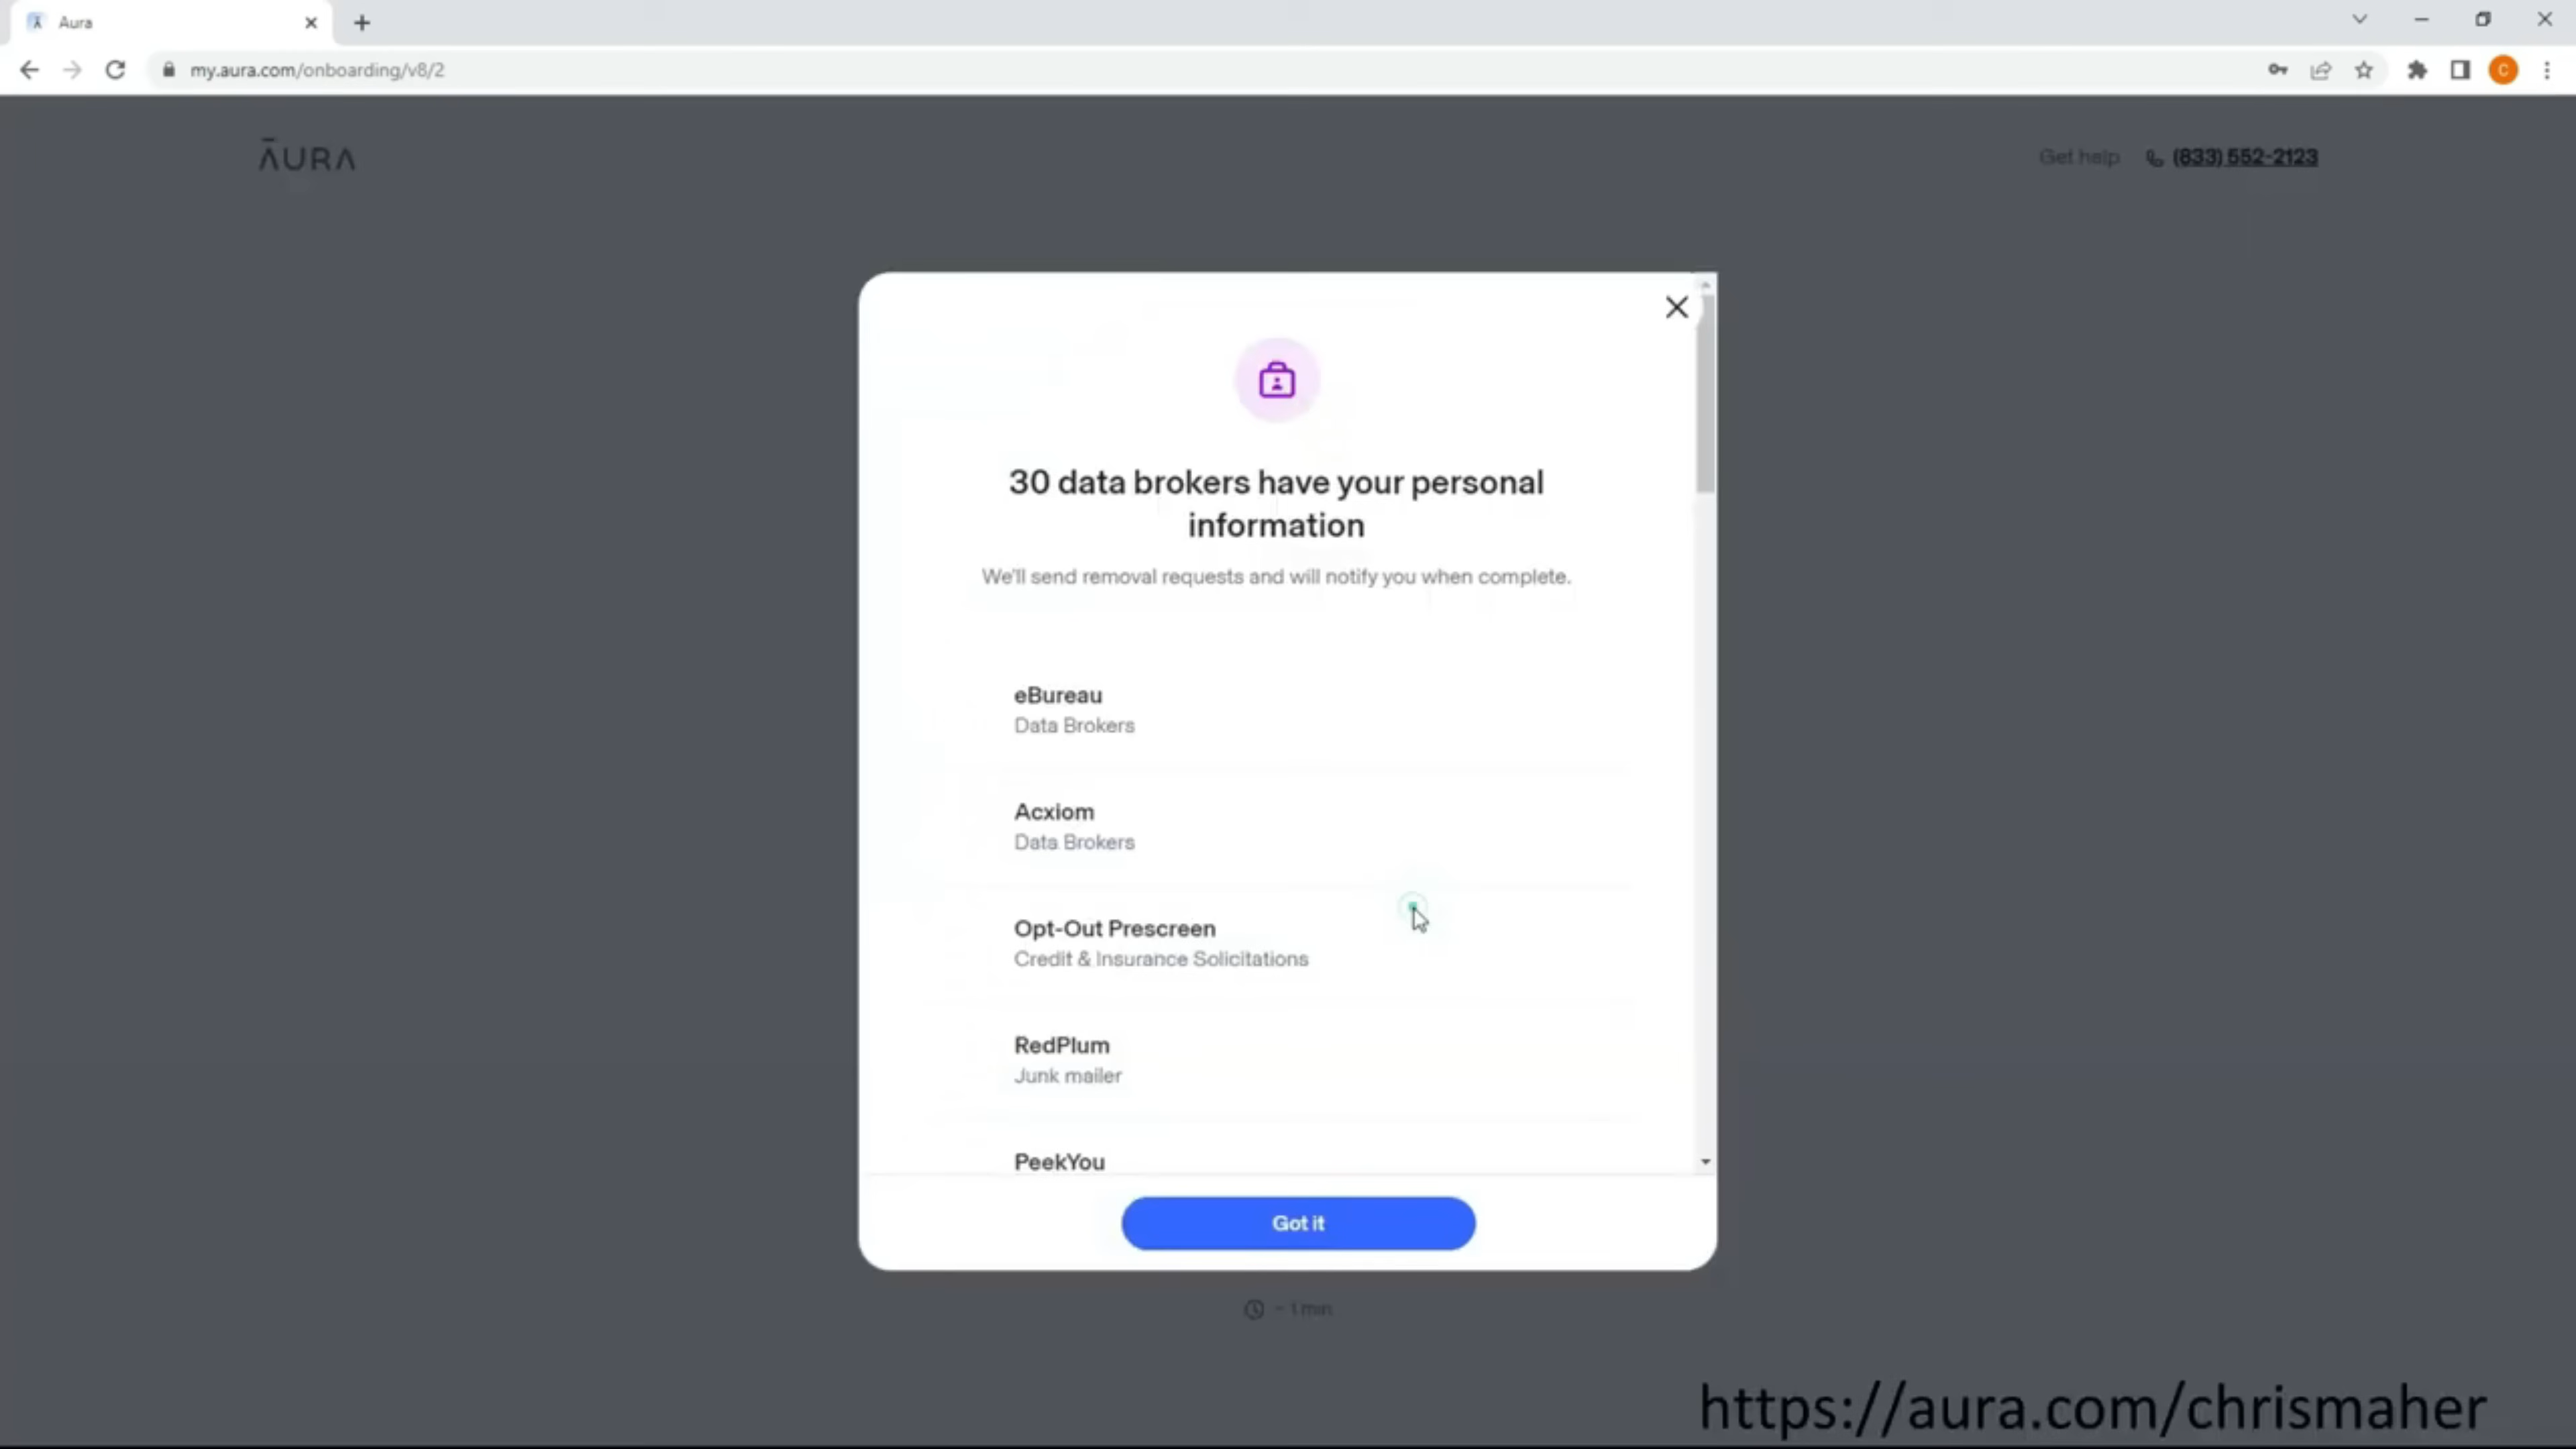 Aura
my.aura.com/onboarding/v8/2
C
ĀURA
Get help (833) 552-2123
30 data brokers have your personal
information
We'll send removal requests and will notify you when complete.
eBureau
Data Brokers
Acxiom
Data Brokers
Opt-Out Prescreen
Credit & Insurance Solicitations
RedPlum
Junk mailer
PeekYou
Got it
~ 1 min
https://aura.com/chrismaher